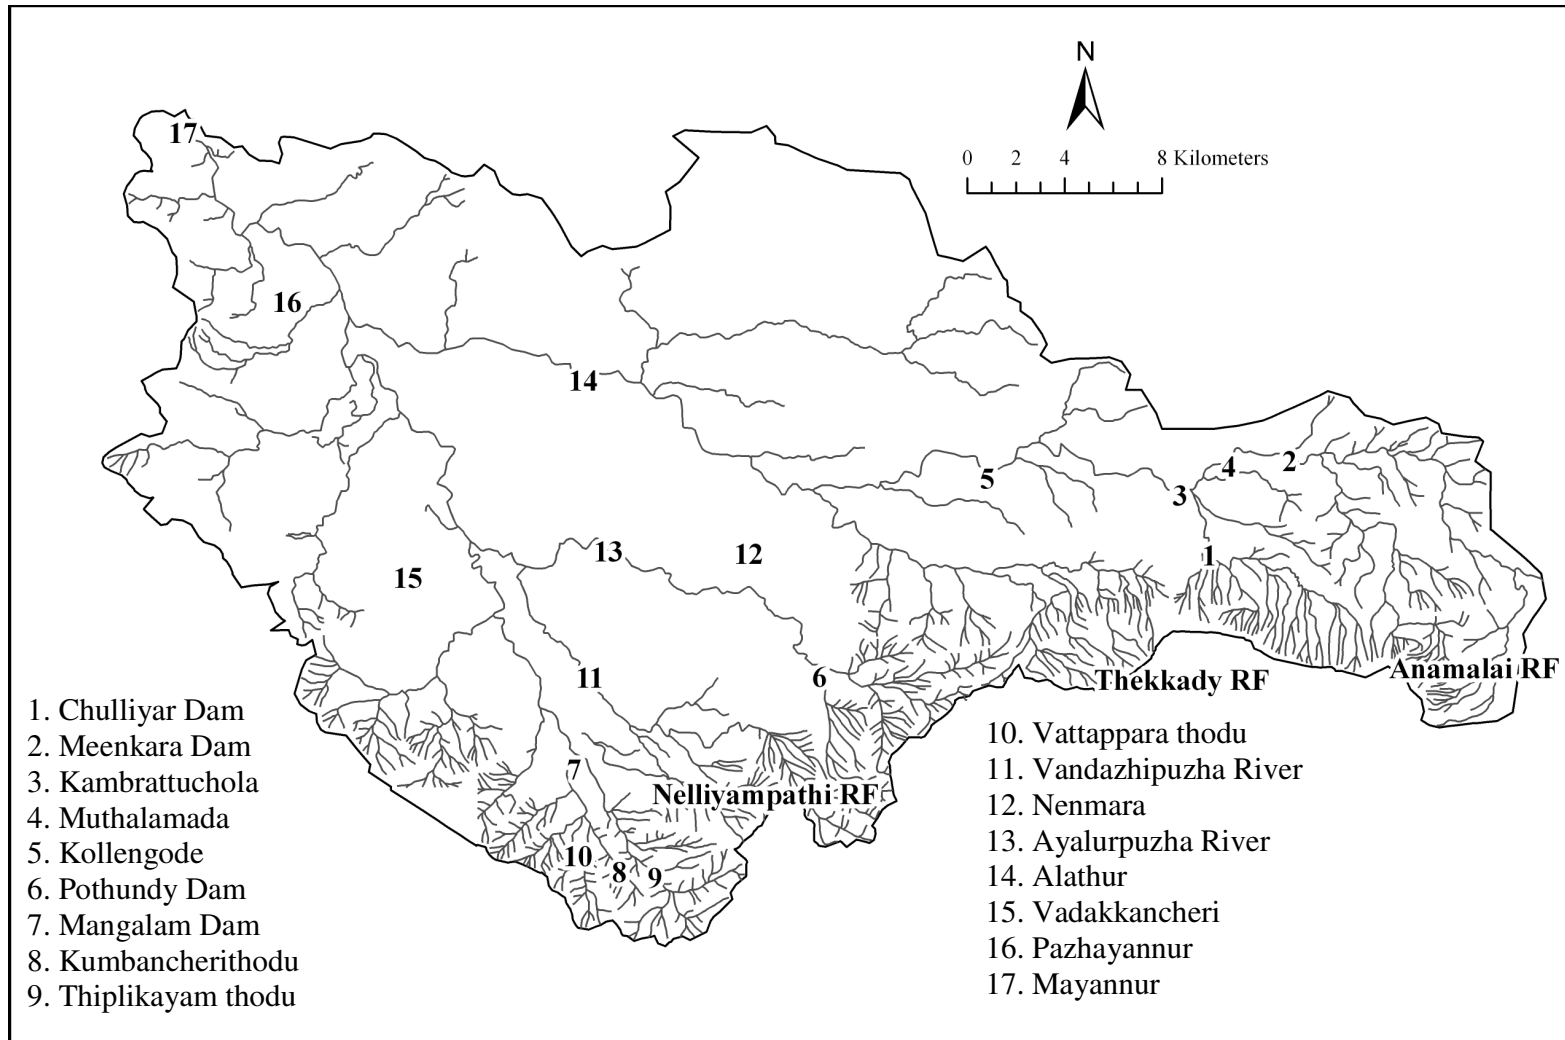 N
17
0 2 4 8 Kilometers
16
14
5
4
2
3
13
12
1
15
11
6
Thekkady RF
Anamalai RF
7
Nelliyampathi RF
10
8
9
1. Chulliyar Dam
2. Meenkara Dam
3. Kambrattuchola
4. Muthalamada
5. Kollengode
6. Pothundy Dam
7. Mangalam Dam
8. Kumbancherithodu
9. Thiplikayam thodu
10. Vattappara thodu
11. Vandazhipuzha River
12. Nenmara
13. Ayalurpuzha River
14. Alathur
15. Vadakkancheri
16. Pazhayannur
17. Mayannur